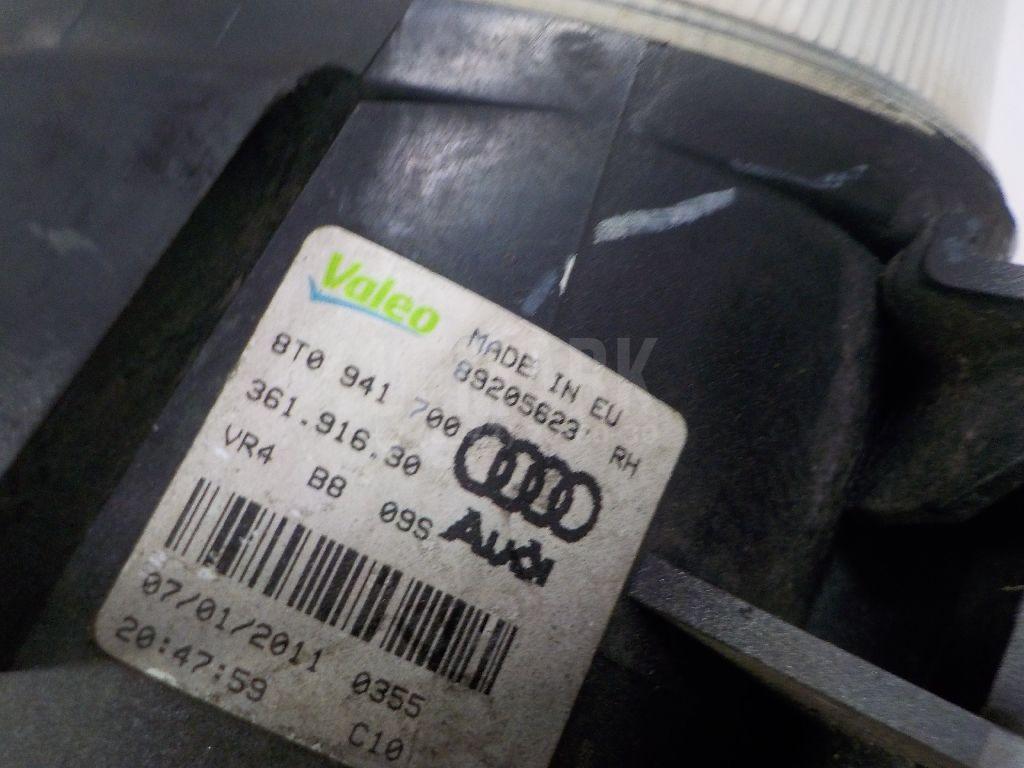 Valeo
MADE IN EU
8T0 941 700
89205623 RH
361.916.30
VR4 B8 09S
Audi
07/01/2011 0355
20:47:59 C10